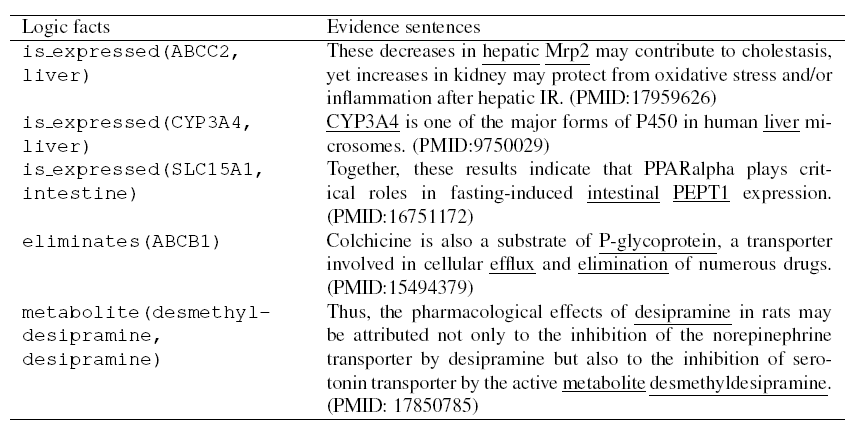 Logic facts Evidence sentences
is_expressed(ABCC2, These decreases in hepatic Mrp2 may contribute to cholestasis,
liver) yet increases in kidney may protect from oxidative stress and/or
inflammation after hepatic IR. (PMID:17959626)
is_expressed(CYP3A4, CYP3A4 is one of the major forms of P450 in human liver mi-
liver) crosomes. (PMID:9750029)
is_expressed(SLC15A1, Together, these results indicate that PPARalpha plays crit-
intestine) ical roles in fasting-induced intestinal PEPT1 expression.
(PMID:16751172)
eliminates(ABCB1) Colchicine is also a substrate of P-glycoprotein, a transporter
involved in cellular efflux and elimination of numerous drugs.
(PMID:15494379)
metabolite(desmethyl- Thus, the pharmacological effects of desipramine in rats may
desipramine, be attributed not only to the inhibition of the norepinephrine
desipramine) transporter by desipramine but also to the inhibition of sero-
tonin transporter by the active metabolite desmethyldesipramine.
(PMID: 17850785)